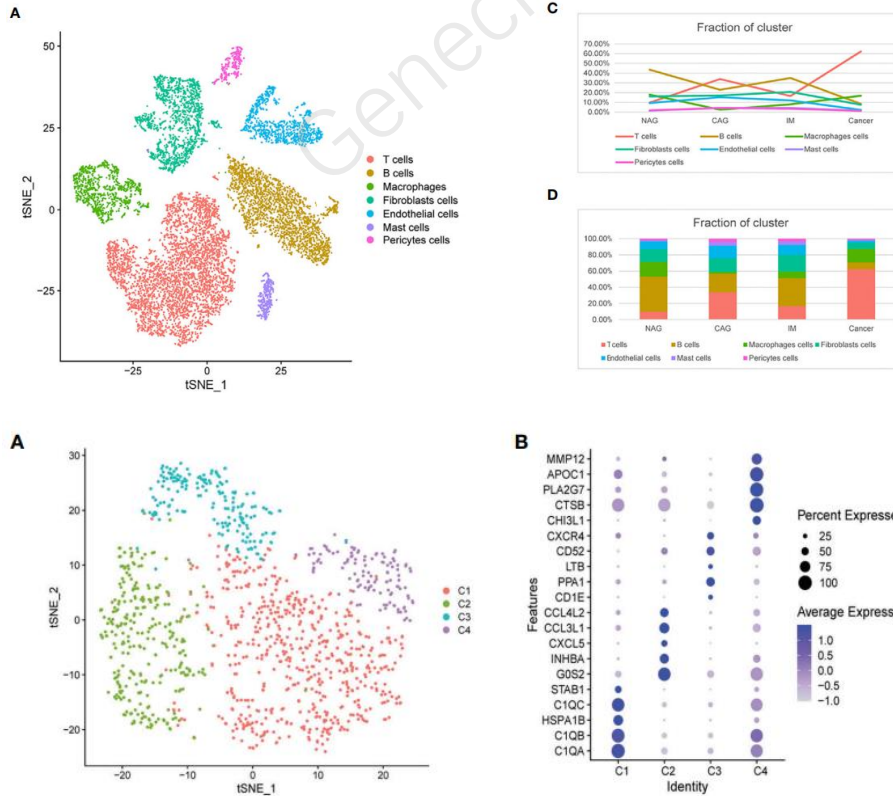 A
tSNE_2
50
25
0
−25
−25
0
25
tSNE_1
T cells
B cells
Macrophages
Fibroblasts cells
Endothelial cells
Mast cells
Pericytes cells
C
Fraction of cluster
70.00%
60.00%
50.00%
40.00%
30.00%
20.00%
10.00%
0.00%
NAG CAG IM Cancer
T cells B cells Macrophages cells
Fibroblasts cells Endothelial cells Mast cells
Pericytes cells
D
Fraction of cluster
100.00%
80.00%
60.00%
40.00%
20.00%
0.00%
NAG CAG IM Cancer
T cells B cells Macrophages cells Fibroblasts cells
Endothelial cells Mast cells Pericytes cells
A
tSNE_2
30
20
10
0
−10
−20
−20 −10 0 10 20
tSNE_1
C1
C2
C3
C4
B
Features
MMP12
APOC1
PLA2G7
CTSB
CHI3L1
CXCR4
CD52
LTB
PPA1
CD1E
CCL4L2
CCL3L1
CXCL5
INHBA
G0S2
STAB1
C1QC
HSPA1B
C1QB
C1QA
C1 C2 C3 C4
Identity
Percent Expresse
25
50
75
100
Average Express
1.0
0.5
0.0
−0.5
−1.0